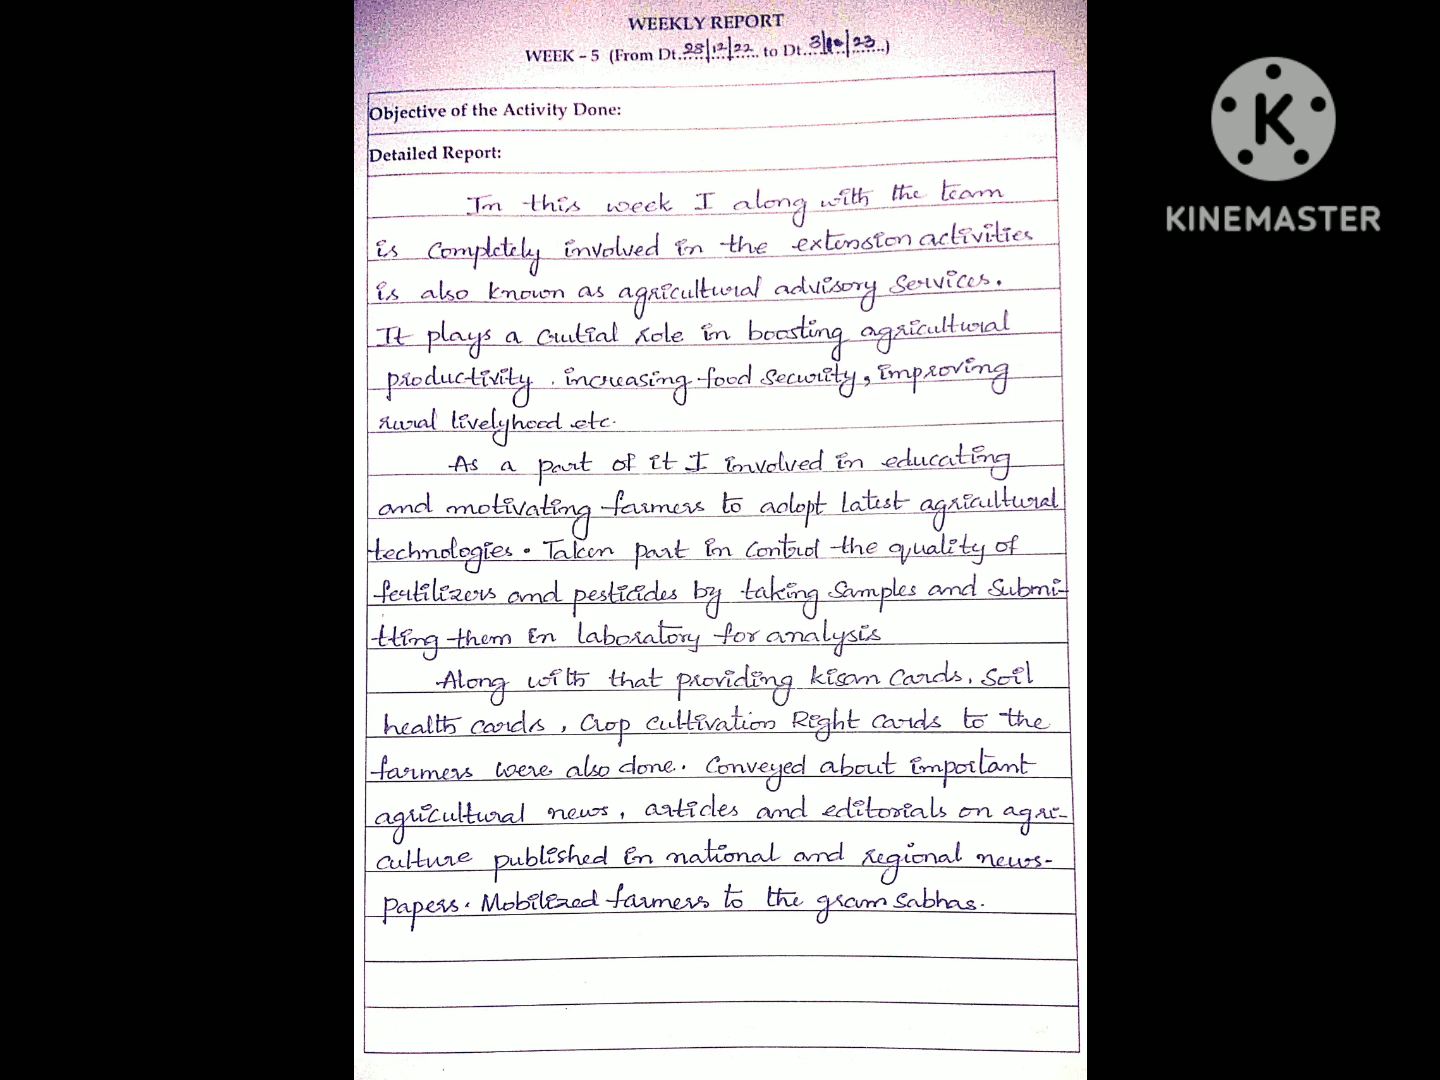 WEEKLY REPORT
WEEK – 5 (From Dt. 28/12/22 to Dt. 3/10/23)
KINEMASTER
Objective of the Activity Done:
Detailed Report:
In this week I along with the team
is completely involved in the extension activities
is also known as agricultural advisory services.
It plays a crutial role in boosting agricultural
productivity. increasing food security, improving
rural livelyhood etc.
As a part of it I involved in educating
and motivating farmers to adopt latest agricultural
technologies. Taken part in control the quality of
fertilizers and pesticides by taking samples and submi-
tting them in laboratory for analysis
Along with that providing kisan cards, soil
health cards, Crop cultivation Right cards to the
farmers were also done. Conveyed about important
agricultural news, articles and editorials on agri-
culture published in national and regional news-
papers. Mobilized farmers to the gram sabhas.